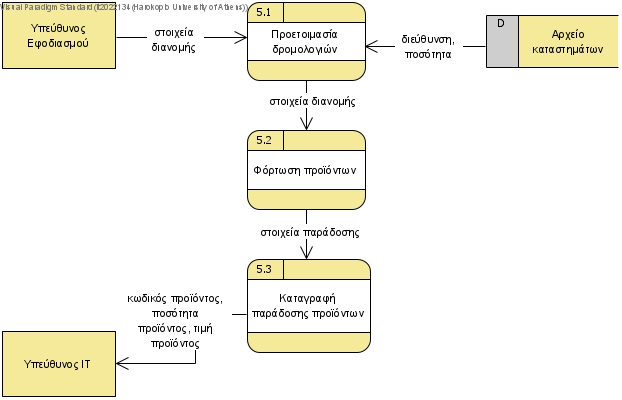 Visual Paradigm Standard(it2022134(Harokopio University of Athens))
Υπεύθυνος
Εφοδιασμού
στοιχεία
διανομής
5.1
Προετοιμασία
δρομολογιών
διεύθυνση,
ποσότητα
D
Αρχείο
καταστημάτων
στοιχεία διανομής
5.2
Φόρτωση προϊόντων
στοιχεία παράδοσης
5.3
Καταγραφή
παράδοσης προϊόντων
κωδικός προϊόντος,
ποσότητα
προϊόντος, τιμή
προϊόντος
Υπεύθυνος IT